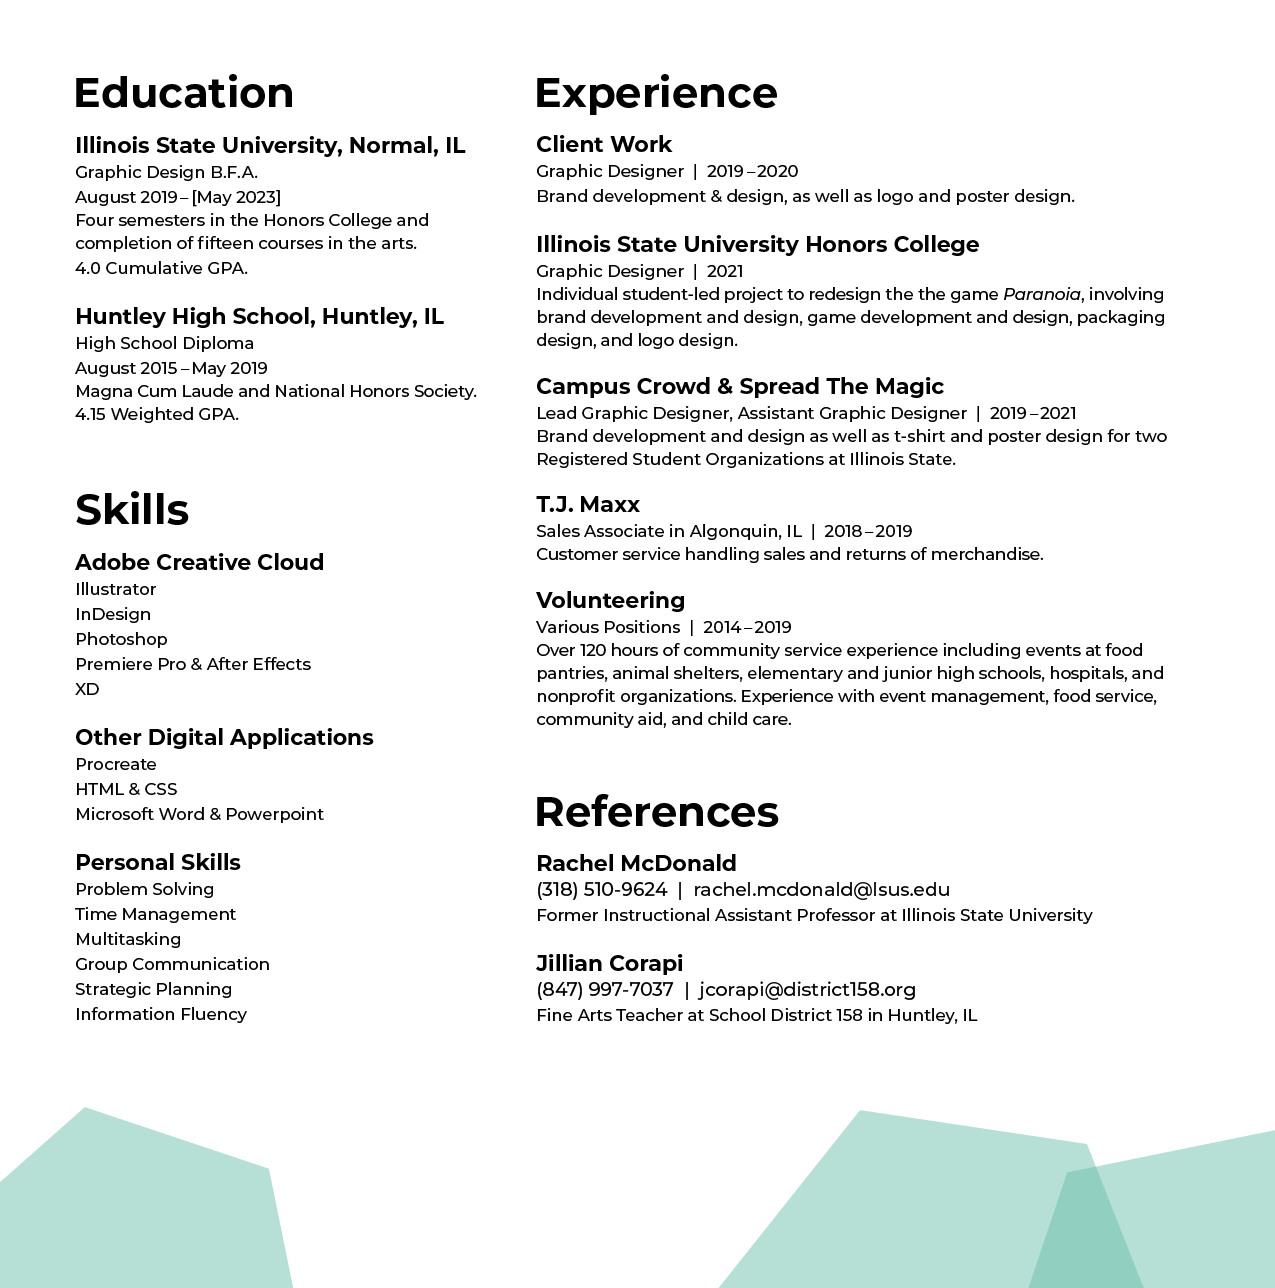 Education
Illinois State University, Normal, IL
Graphic Design B.F.A.
August 2019 – [May 2023]
Four semesters in the Honors College and
completion of fifteen courses in the arts.
4.0 Cumulative GPA.
Huntley High School, Huntley, IL
High School Diploma
August 2015 – May 2019
Magna Cum Laude and National Honors Society.
4.15 Weighted GPA.
Skills
Adobe Creative Cloud
Illustrator
InDesign
Photoshop
Premiere Pro & After Effects
XD
Other Digital Applications
Procreate
HTML & CSS
Microsoft Word & Powerpoint
Personal Skills
Problem Solving
Time Management
Multitasking
Group Communication
Strategic Planning
Information Fluency
Experience
Client Work
Graphic Designer | 2019 – 2020
Brand development & design, as well as logo and poster design.
Illinois State University Honors College
Graphic Designer | 2021
Individual student-led project to redesign the the game Paranoia, involving
brand development and design, game development and design, packaging
design, and logo design.
Campus Crowd & Spread The Magic
Lead Graphic Designer, Assistant Graphic Designer | 2019 – 2021
Brand development and design as well as t-shirt and poster design for two
Registered Student Organizations at Illinois State.
T.J. Maxx
Sales Associate in Algonquin, IL | 2018 – 2019
Customer service handling sales and returns of merchandise.
Volunteering
Various Positions | 2014 – 2019
Over 120 hours of community service experience including events at food
pantries, animal shelters, elementary and junior high schools, hospitals, and
nonprofit organizations. Experience with event management, food service,
community aid, and child care.
References
Rachel McDonald
(318) 510-9624 | rachel.mcdonald@lsus.edu
Former Instructional Assistant Professor at Illinois State University
Jillian Corapi
(847) 997-7037 | jcorapi@district158.org
Fine Arts Teacher at School District 158 in Huntley, IL